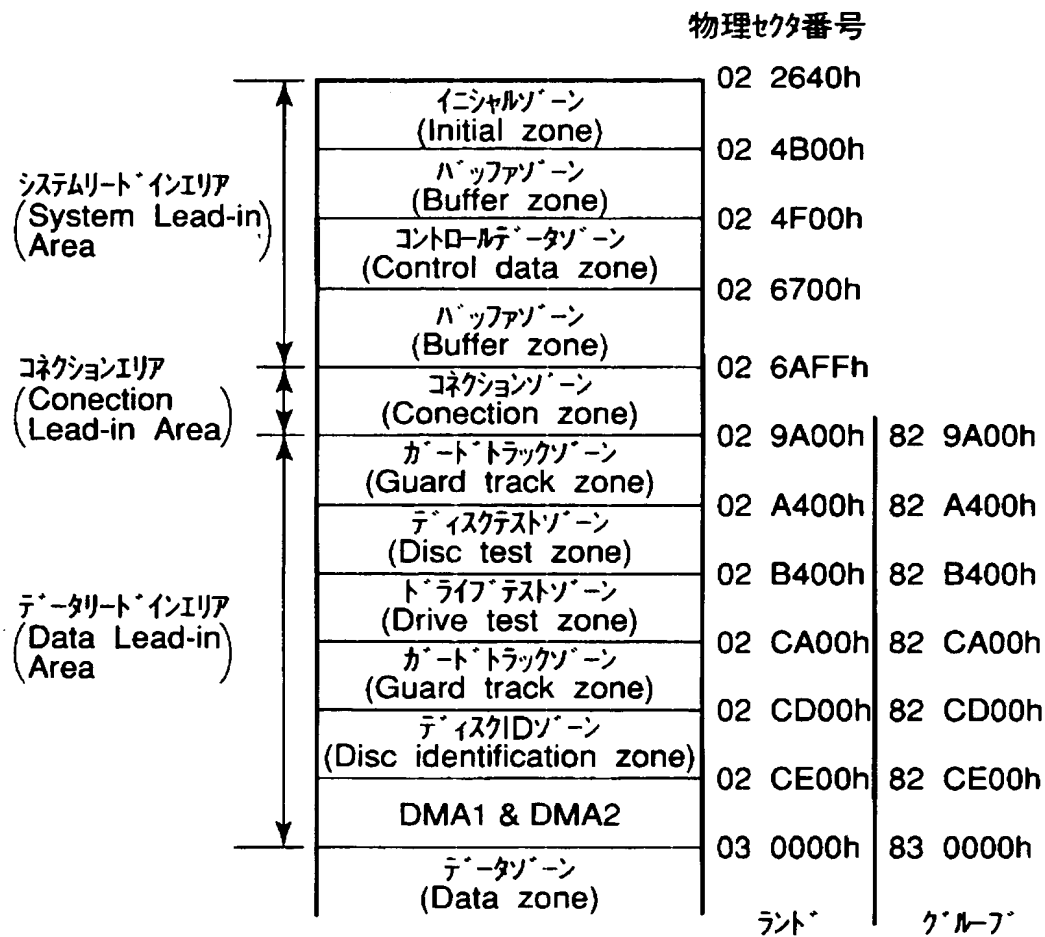 物理ｾｸﾀ番号
02 2640h
ｲﾆｼｬﾙｿﾞｰﾝ
(Initial zone)
02 4B00h
ﾊﾞｯﾌｧｿﾞｰﾝ
(Buffer zone)
02 4F00h
ｼｽﾃﾑﾘｰﾄﾞｲﾝｴﾘｱ
(System Lead-in
Area)
ｺﾝﾄﾛｰﾙﾃﾞｰﾀｿﾞｰﾝ
(Control data zone)
02 6700h
ﾊﾞｯﾌｧｿﾞｰﾝ
(Buffer zone)
02 6AFFh
ｺﾈｸｼｮﾝｴﾘｱ
(Conection
Lead-in Area)
ｺﾈｸｼｮﾝｿﾞｰﾝ
(Conection zone)
02 9A00h 82 9A00h
ｶﾞｰﾄﾞﾄﾗｯｸｿﾞｰﾝ
(Guard track zone)
02 A400h 82 A400h
ﾃﾞｨｽｸﾃｽﾄｿﾞｰﾝ
(Disc test zone)
02 B400h 82 B400h
ﾃﾞｰﾀﾘｰﾄﾞｲﾝｴﾘｱ
(Data Lead-in
Area)
ﾄﾞﾗｲﾌﾞﾃｽﾄｿﾞｰﾝ
(Drive test zone)
02 CA00h 82 CA00h
ｶﾞｰﾄﾞﾄﾗｯｸｿﾞｰﾝ
(Guard track zone)
02 CD00h 82 CD00h
ﾃﾞｨｽｸIDｿﾞｰﾝ
(Disc identification zone)
02 CE00h 82 CE00h
DMA1 & DMA2
03 0000h 83 0000h
ﾃﾞｰﾀｿﾞｰﾝ
(Data zone)
ﾗﾝﾄﾞ ｸﾞﾙｰﾌﾞ